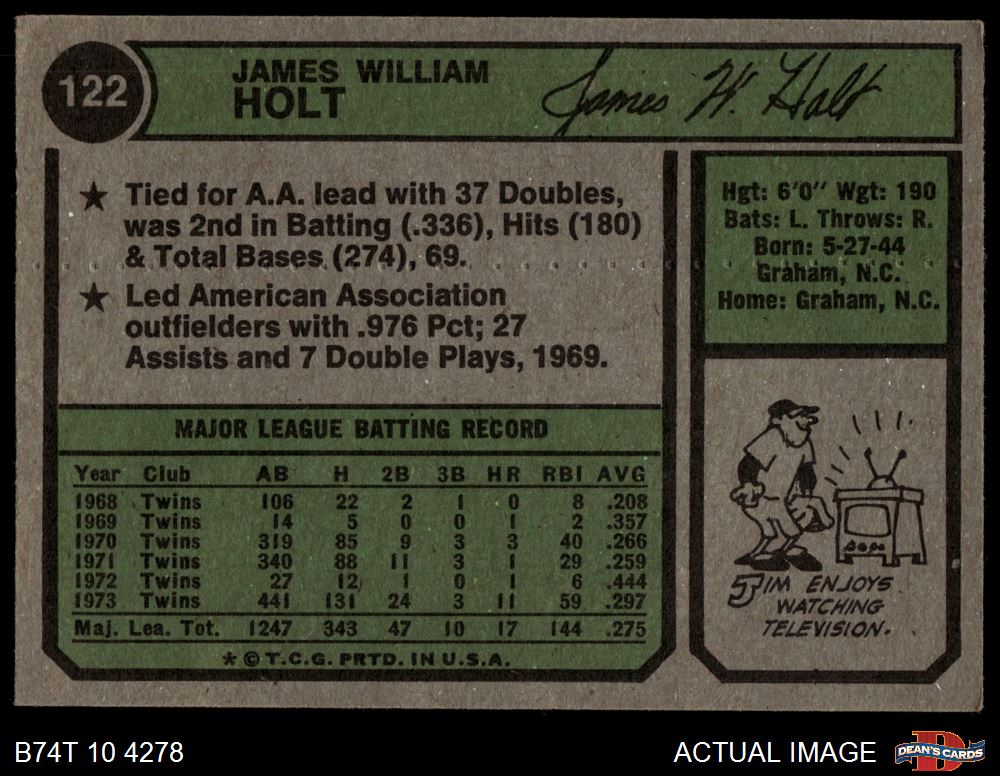 122
JAMES WILLIAM
HOLT
James W. Holt
★ Tied for A.A. lead with 37 Doubles,
was 2nd in Batting (.336), Hits (180)
& Total Bases (274), 69.
★ Led American Association
outfielders with .976 Pct; 27
Assists and 7 Double Plays, 1969.
Hgt: 6'0" Wgt: 190
Bats: L. Throws: R.
Born: 5-27-44
Graham, N.C.
Home: Graham, N.C.
MAJOR LEAGUE BATTING RECORD
Year Club AB H 2B 3B HR RBI AVG
1968 Twins 106 22 2 1 0 8 .208
1969 Twins 14 5 0 0 1 2 .357
1970 Twins 319 85 9 3 3 40 .266
1971 Twins 340 88 11 3 1 29 .259
1972 Twins 27 12 1 0 1 6 .444
1973 Twins 441 131 24 3 11 59 .297
Maj. Lea. Tot. 1247 343 47 10 17 144 .275
* © T.C.G. PRTD. IN U.S.A.
JIM ENJOYS
WATCHING
TELEVISION.
B74T 10 4278
ACTUAL IMAGE
DEAN'S CARDS